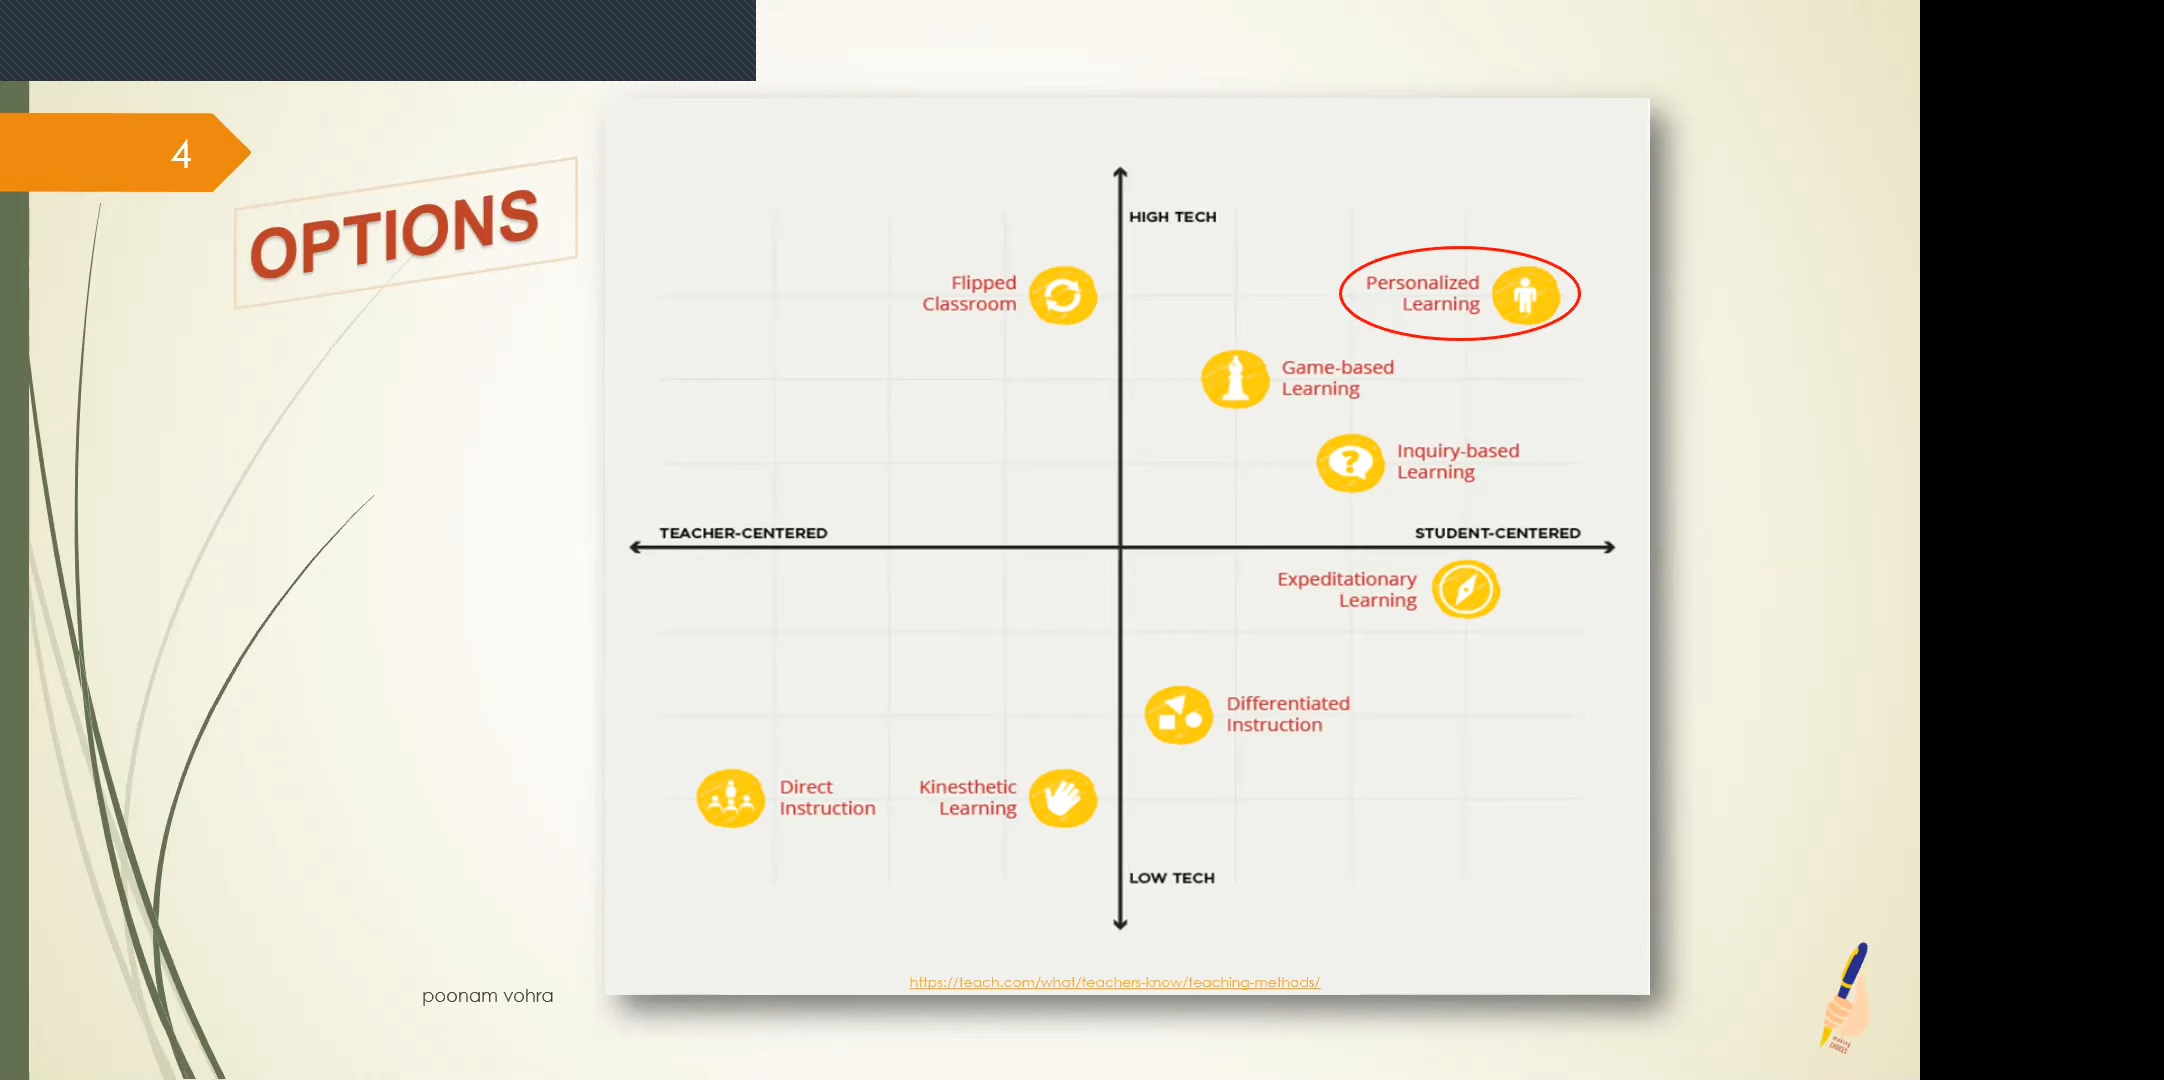 4
OPTIONS
HIGH TECH
Flipped
Classroom
Personalized
Learning
Game-based
Learning
?
Inquiry-based
Learning
TEACHER-CENTERED
STUDENT-CENTERED
Expeditationary
Learning
Differentiated
Instruction
Direct
Instruction
Kinesthetic
Learning
LOW TECH
https://teach.com/what/teachers-know/teaching-methods/
poonam vohra
making
CHOICES